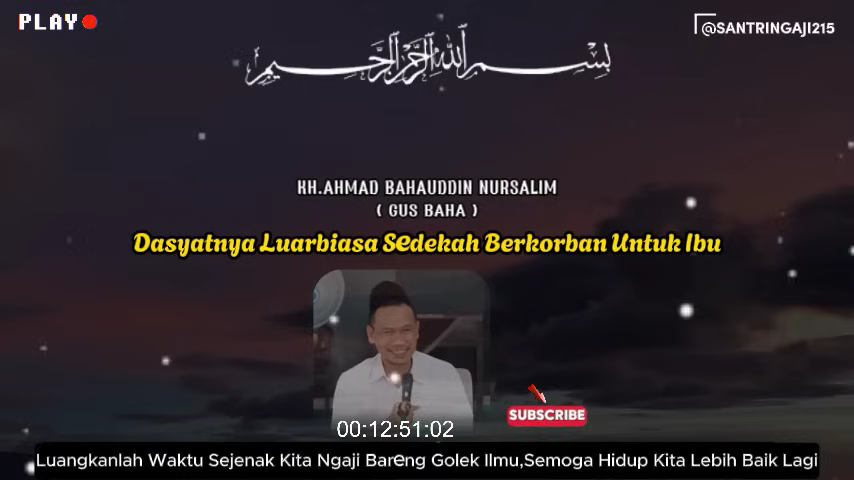 PLAY
@SANTRINGAJI215
بسم الله الرحمن الرحيم
KH.AHMAD BAHAUDDIN NURSALIM
( GUS BAHA )
Dasyatnya Luarbiasa Sedekah Berkorban Untuk Ibu
SUBSCRIBE
00:12:51:02
Luangkanlah Waktu Sejenak Kita Ngaji Bareng Golek Ilmu,Semoga Hidup Kita Lebih Baik Lagi